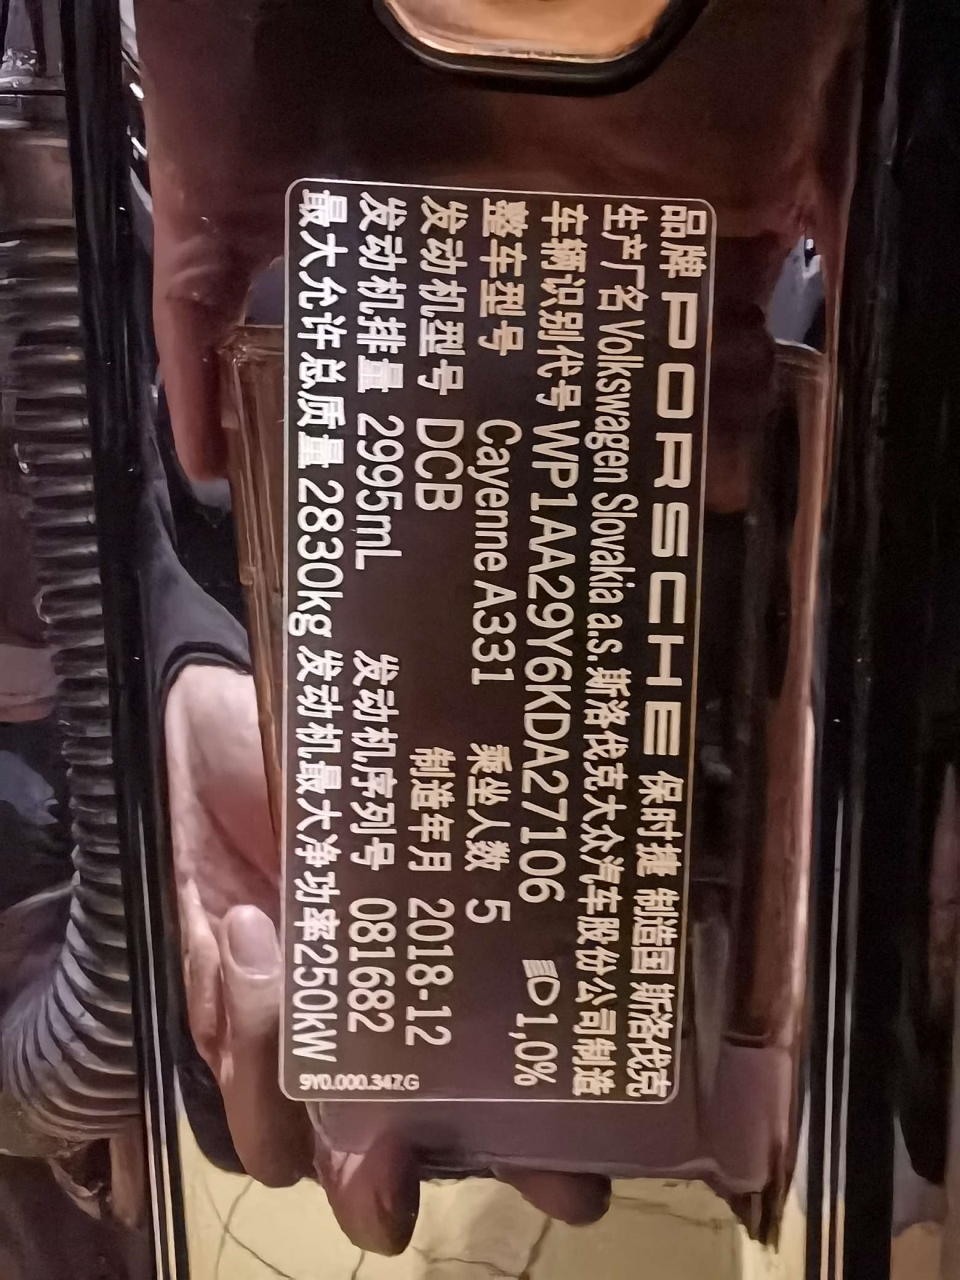 品牌 PORSCHE 保时捷 制造国 斯洛伐克
生产厂名 Volkswagen Slovakia a.s. 斯洛伐克大众汽车股份公司制造
车辆识别代号 WP1AA29Y6KDA27106 1,0%
整车型号 Cayenne A331 乘坐人数 5
发动机型号 DCB 制造年月 2018-12
发动机排量 2995mL 发动机序列号 081682
最大允许总质量 2830kg 发动机最大净功率250kW
9Y0.000.347.G